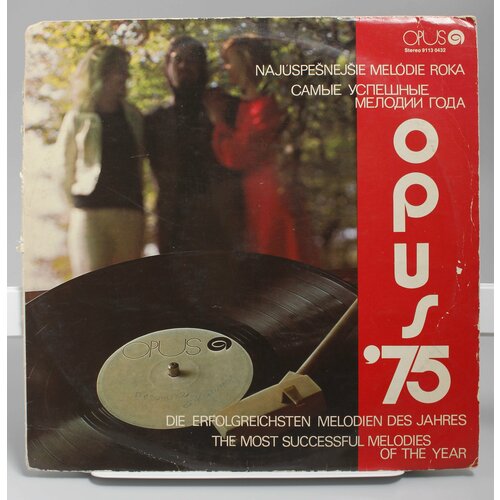 OPUS
Stereo 9113 0432
NAJÚSPEŠNEJŠIE MELÓDIE ROKA
САМЫЕ УСПЕШНЫЕ
МЕЛОДИИ ГОДА
opus
'75
OPUS
DIE ERFOLGREICHSTEN MELODIEN DES JAHRES
THE MOST SUCCESSFUL MELODIES
OF THE YEAR